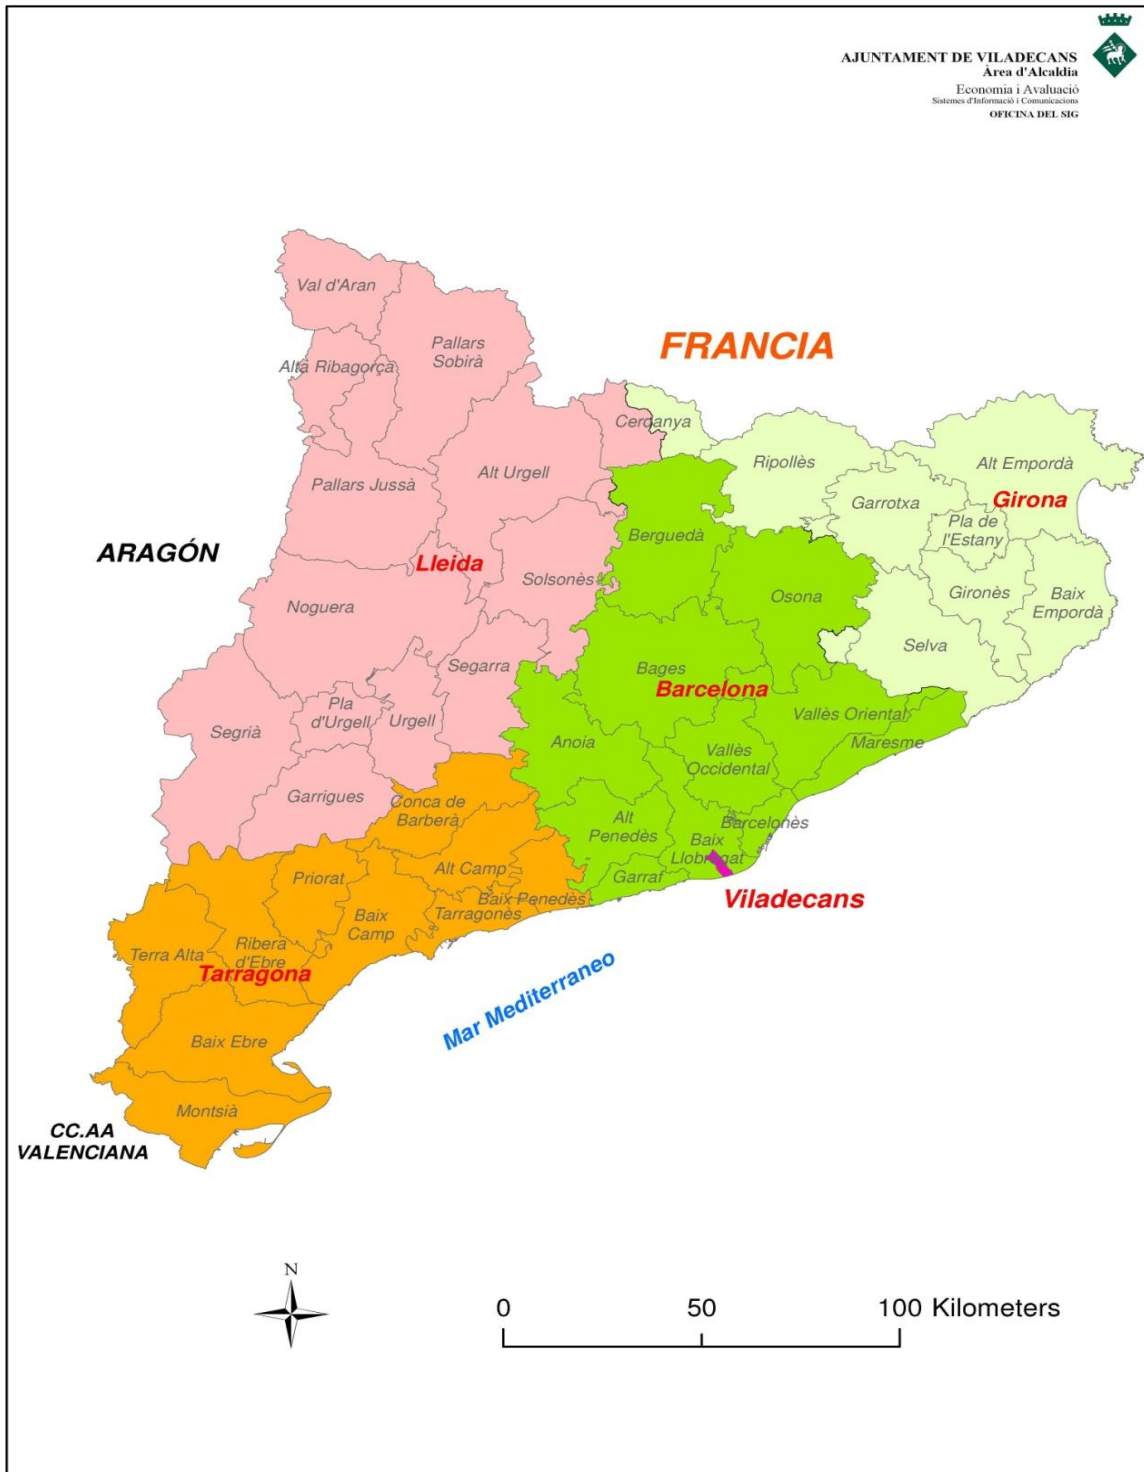 AJUNTAMENT DE VILADECANS
Àrea d'Alcaldia
Economia i Avaluació
Sistemes d'Informació i Comunicacions
OFICINA DEL SIG
Val d'Aran
Pallars
Sobirà
FRANCIA
Alta Ribagorça
Cerdanya
Ripollès
Alt Empordà
Alt Urgell
Pallars Jussà
Garrotxa
Girona
Pla de
l'Estany
Berguedà
ARAGÓN
Lleida
Solsonès
Osona
Gironès
Baix
Empordà
Noguera
Selva
Segarra
Bages
Barcelona
Pla
d'Urgell
Urgell
Segrià
Vallès Oriental
Anoia
Maresme
Vallès
Occidental
Garrigues
Conca de
Barberà
Alt
Penedès
Barcelonès
Baix
Llobregat
Alt Camp
Priorat
Garraf
Baix Penedès
Viladecans
Tarragonès
Baix
Camp
Ribera
d'Ebre
Terra Alta
Tarragona
Mar Mediterraneo
Baix Ebre
Montsià
CC.AA
VALENCIANA
N
0 50 100 Kilometers